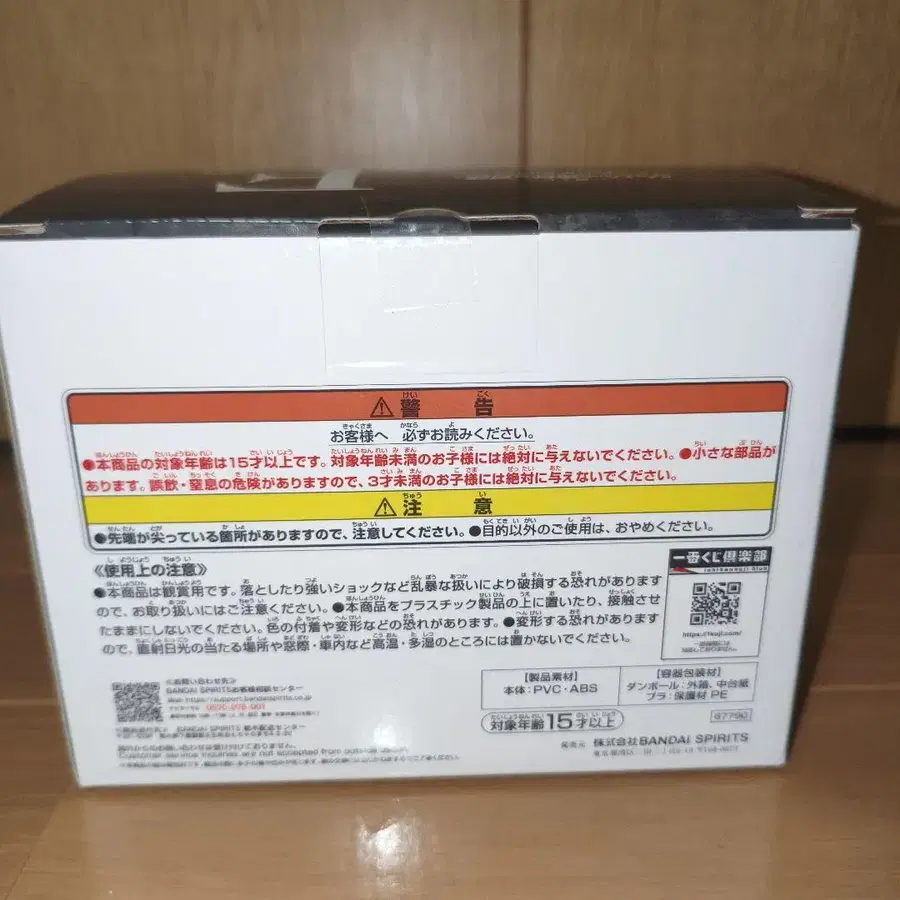 警告
お客様へ 必ずお読みください。
●本商品の対象年齢は15才以上です。対象年齢未満のお子様には絶対に与えないでください。●小さな部品が
あります。誤飲・窒息の危険がありますので、3才未満のお子様には絶対に与えないでください。
注意
●先端が尖っている箇所がありますので、注意してください。●目的以外のご使用は、おやめください。
《使用上の注意》
●本商品は観賞用です。落としたり強いショックなど乱暴な扱いにより破損する恐れがあります
ので、お取り扱いにはご注意ください。●本商品をプラスチック製品の上に置いたり、接触させ
たままにしないでください。色の付着や変形などの恐れがあります。●変形する恐れがあります
ので、直射日光の当たる場所や窓際・車内など高温・多湿のところには置かないでください。
一番くじ倶楽部
https://1kuji.com/
<お問い合わせ先>
BANDAI SPIRITSお客様相談センター
【製品素材】
本体:PVC・ABS
【容器包装材】
ダンボール:外箱、中台紙
プラ:保護材 PE
対象年齢15才以上
発売元 株式会社BANDAI SPIRITS